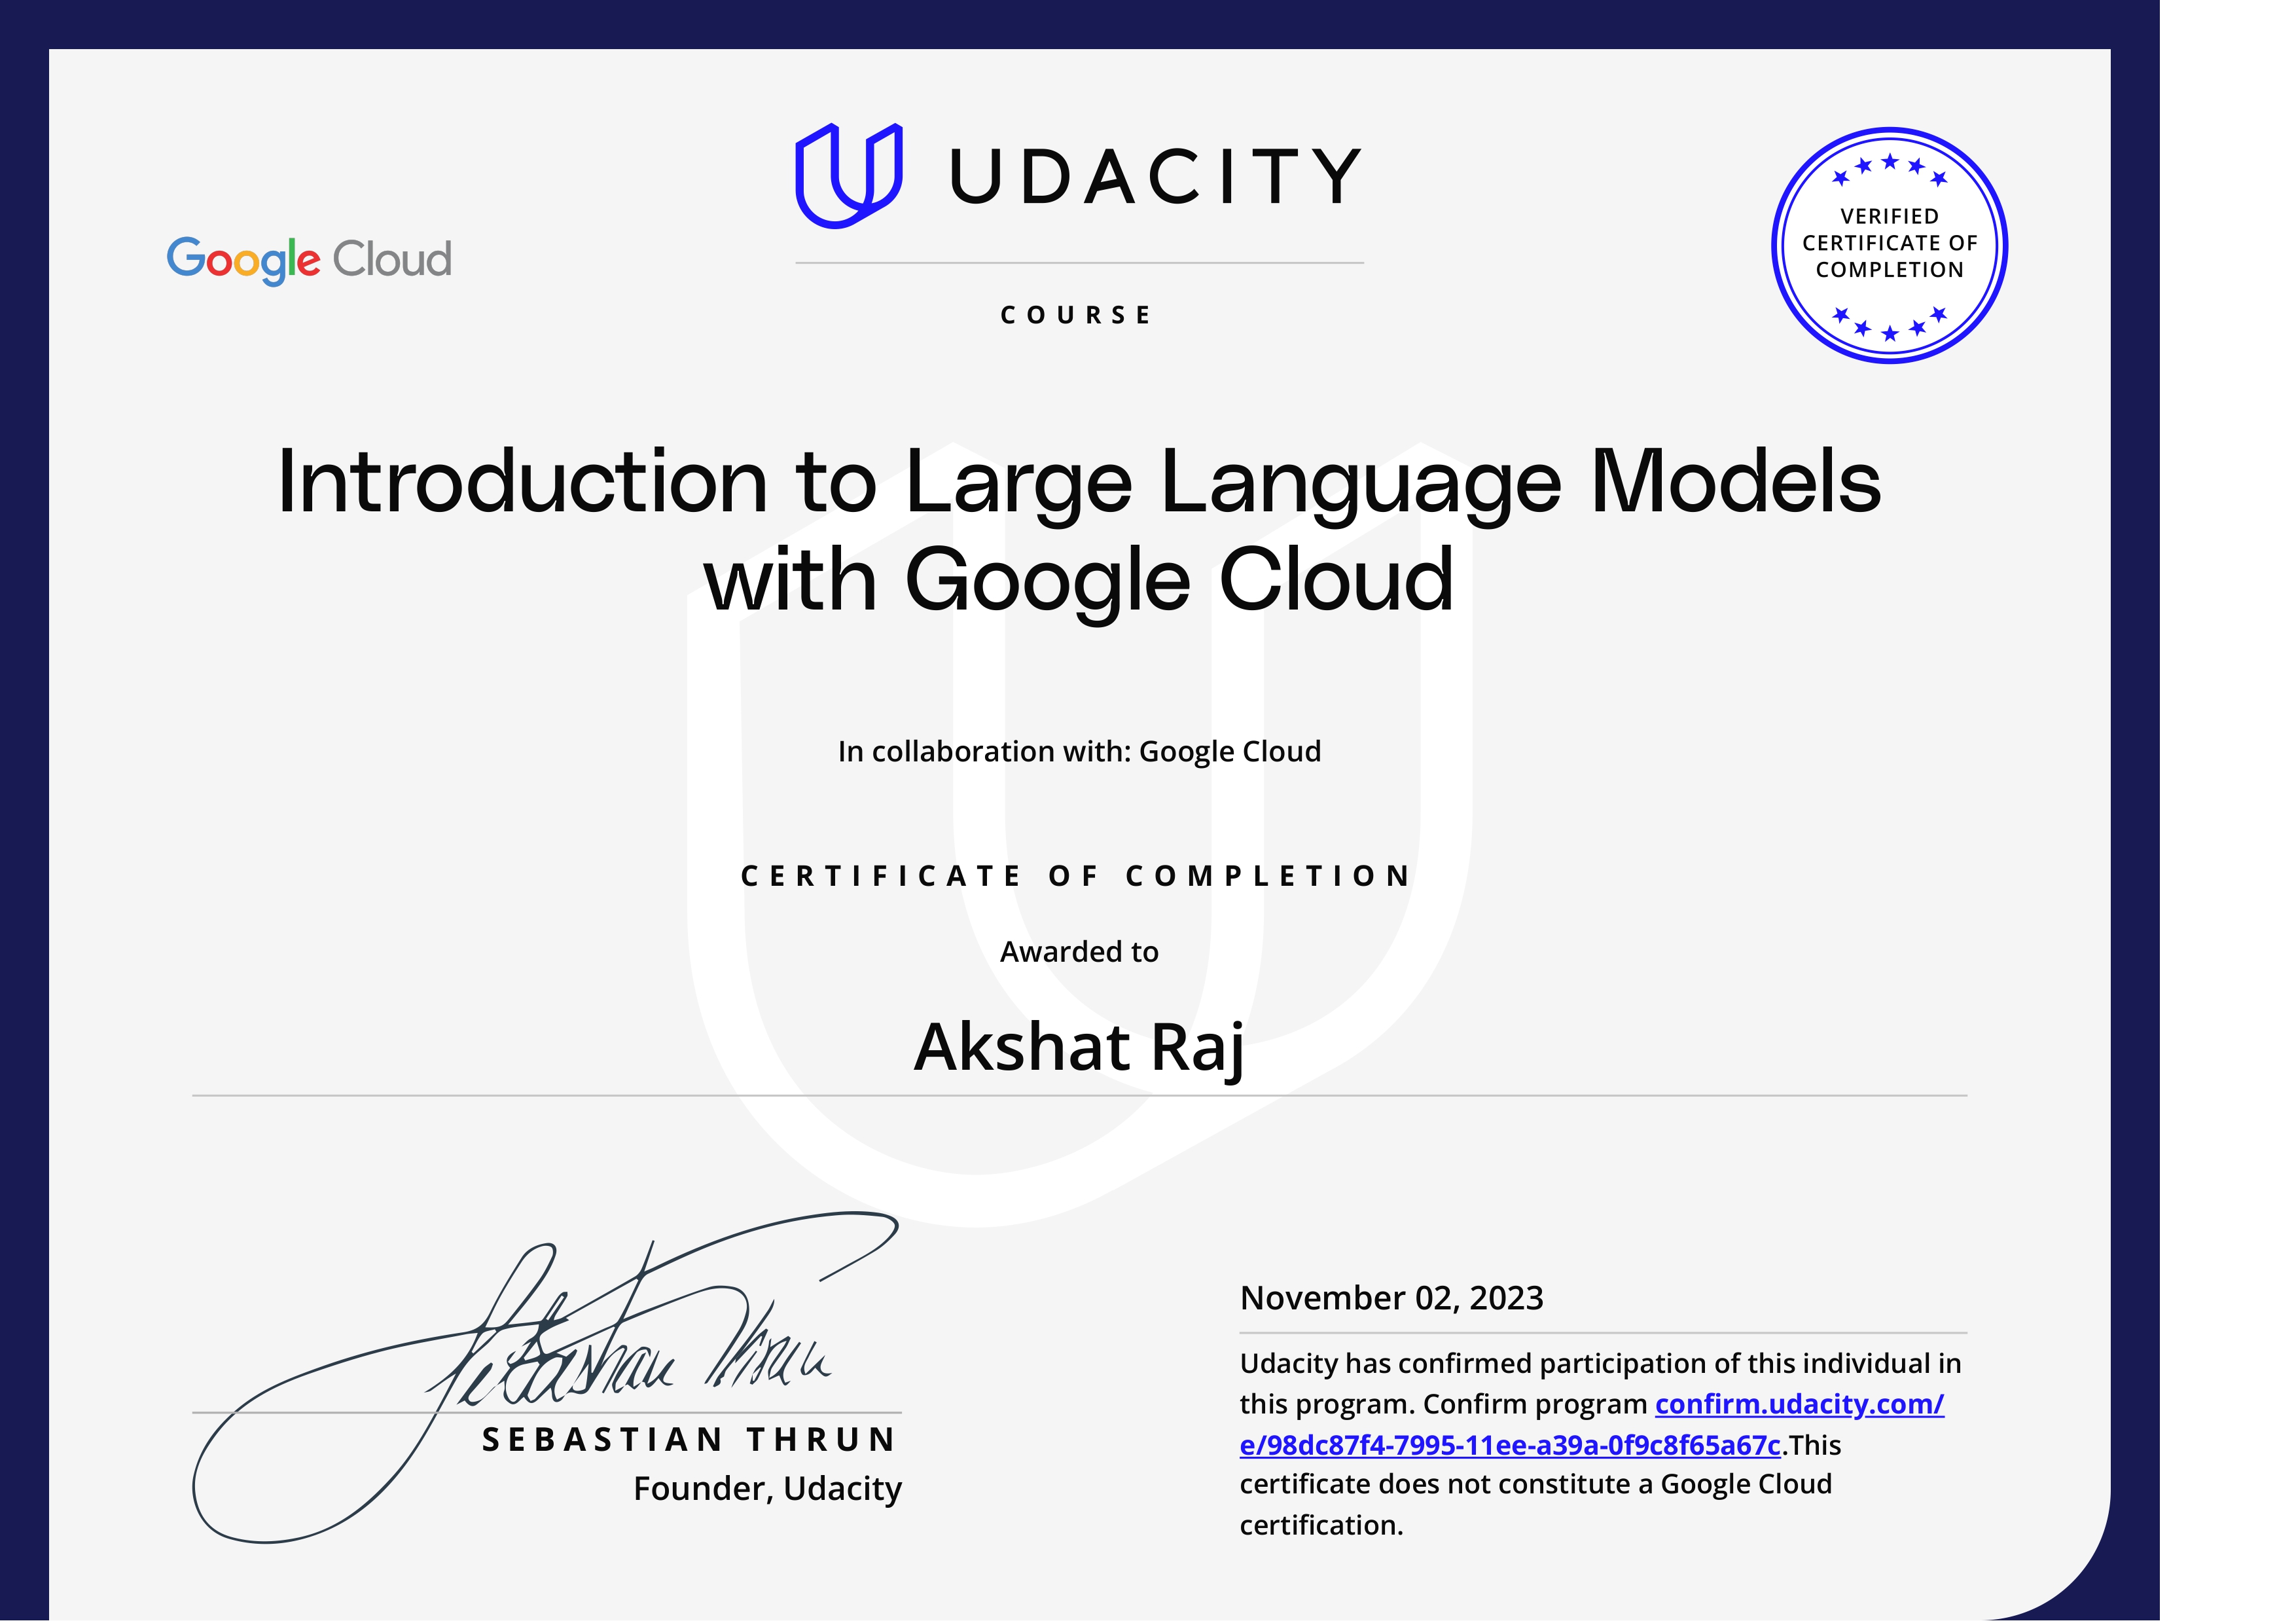 UDACITY
Google Cloud
VERIFIED
CERTIFICATE OF
COMPLETION
COURSE
Introduction to Large Language Models
with Google Cloud
In collaboration with: Google Cloud
CERTIFICATE OF COMPLETION
Awarded to
Akshat Raj
Sebastian Thrun
SEBASTIAN THRUN
Founder, Udacity
November 02, 2023
Udacity has confirmed participation of this individual in
this program. Confirm program confirm.udacity.com/
e/98dc87f4-7995-11ee-a39a-0f9c8f65a67c.This
certificate does not constitute a Google Cloud
certification.